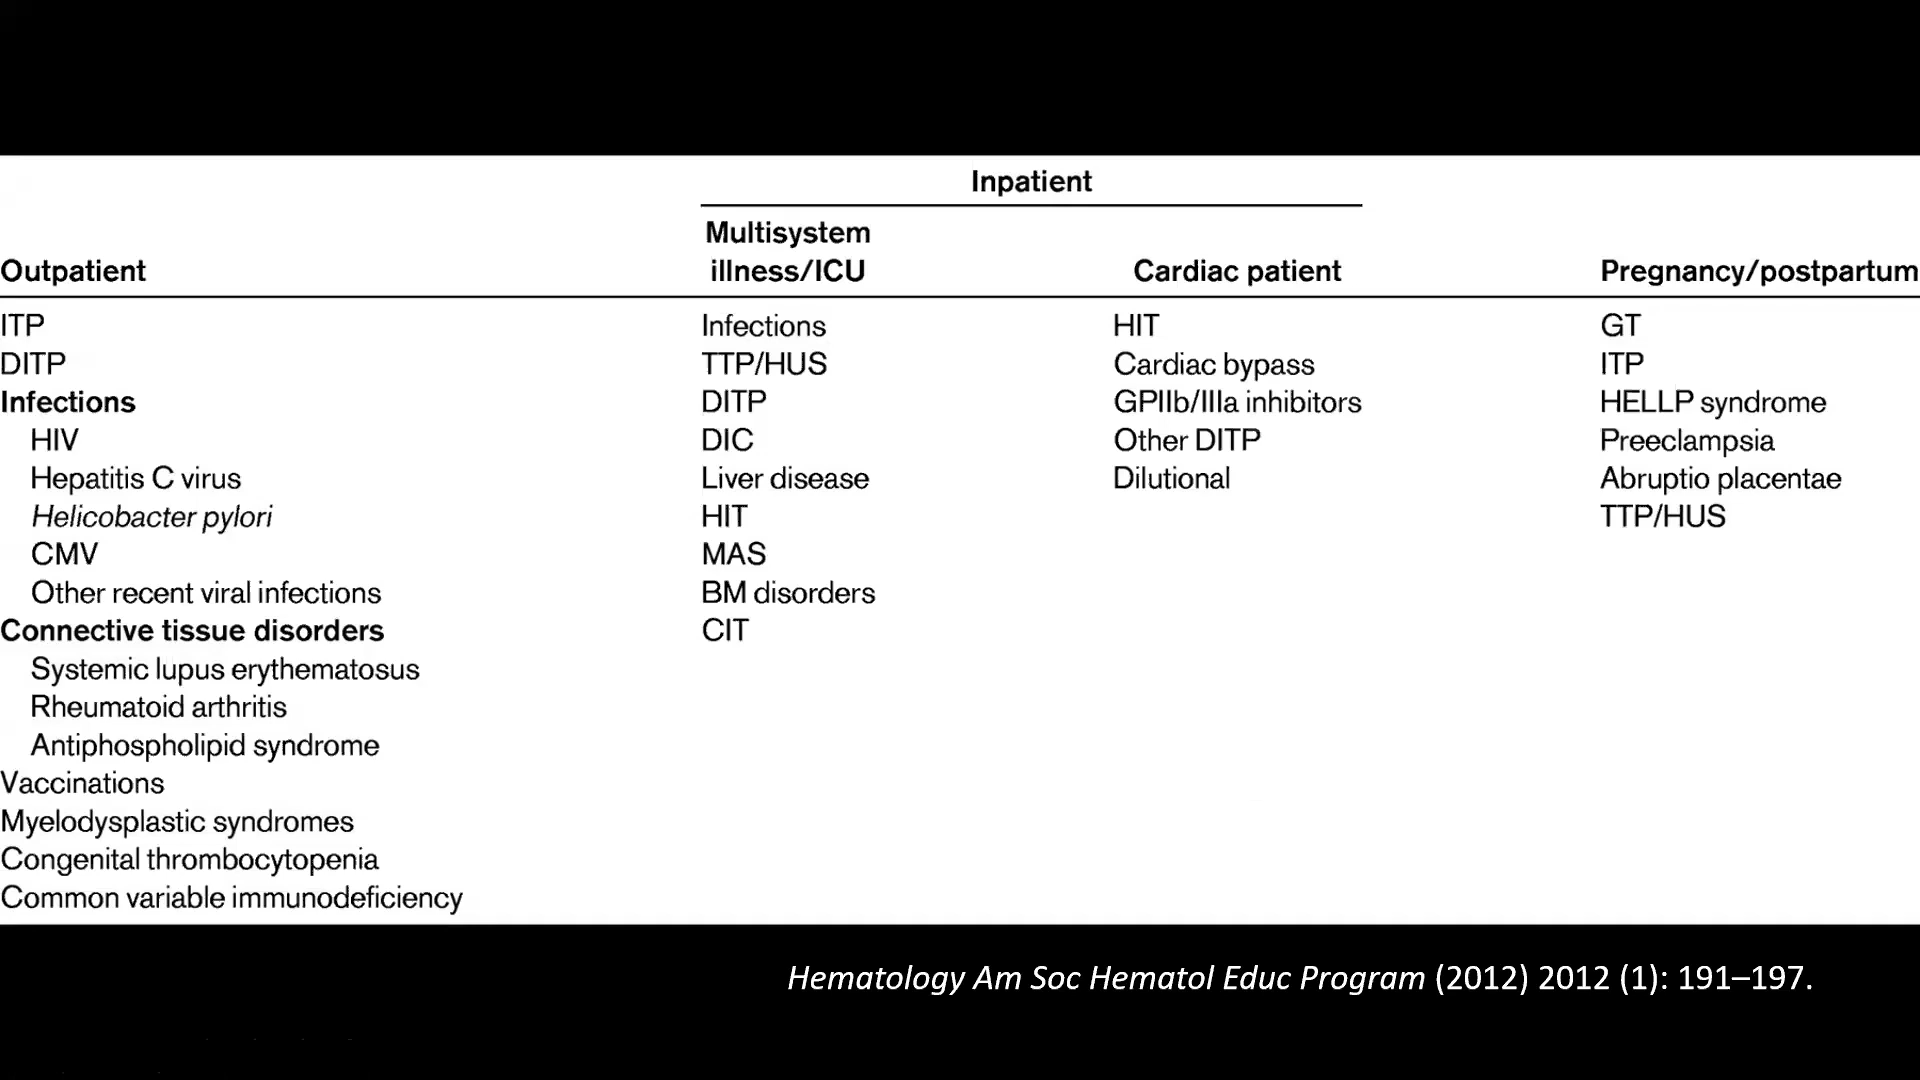 Inpatient
Multisystem
Outpatient illness/ICU Cardiac patient Pregnancy/postpartum
ITP Infections HIT GT
DITP TTP/HUS Cardiac bypass ITP
Infections DITP GPIIb/IIIa inhibitors HELLP syndrome
HIV DIC Other DITP Preeclampsia
Hepatitis C virus Liver disease Dilutional Abruptio placentae
Helicobacter pylori HIT TTP/HUS
CMV MAS
Other recent viral infections BM disorders
Connective tissue disorders CIT
Systemic lupus erythematosus
Rheumatoid arthritis
Antiphospholipid syndrome
Vaccinations
Myelodysplastic syndromes
Congenital thrombocytopenia
Common variable immunodeficiency
Hematology Am Soc Hematol Educ Program (2012) 2012 (1): 191–197.